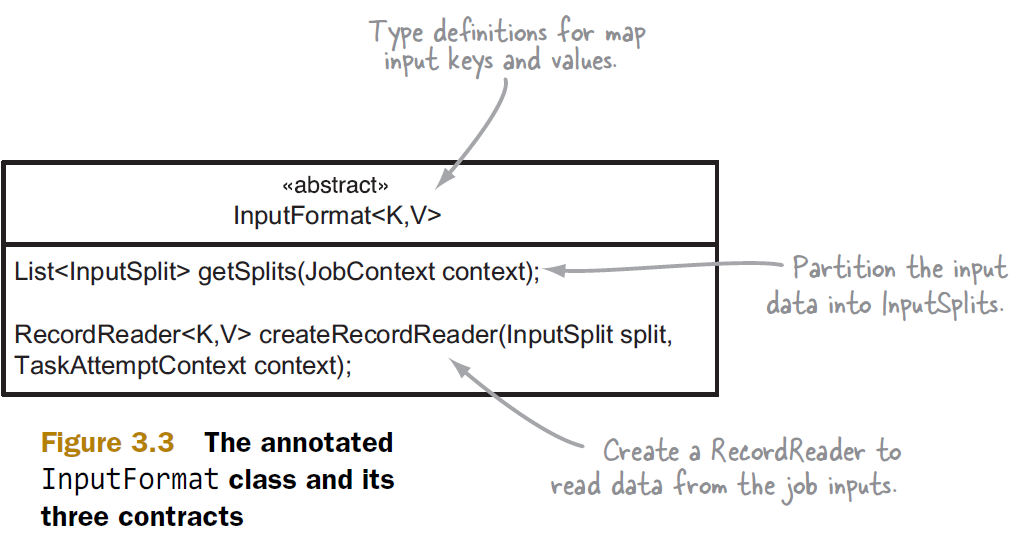 Type definitions for map
input keys and values.
«abstract»
InputFormat<K,V>
List<InputSplit> getSplits(JobContext context);
Partition the input
data into InputSplits.
RecordReader<K,V> createRecordReader(InputSplit split,
TaskAttemptContext context);
Create a RecordReader to
read data from the job inputs.
Figure 3.3 The annotated
InputFormat class and its
three contracts